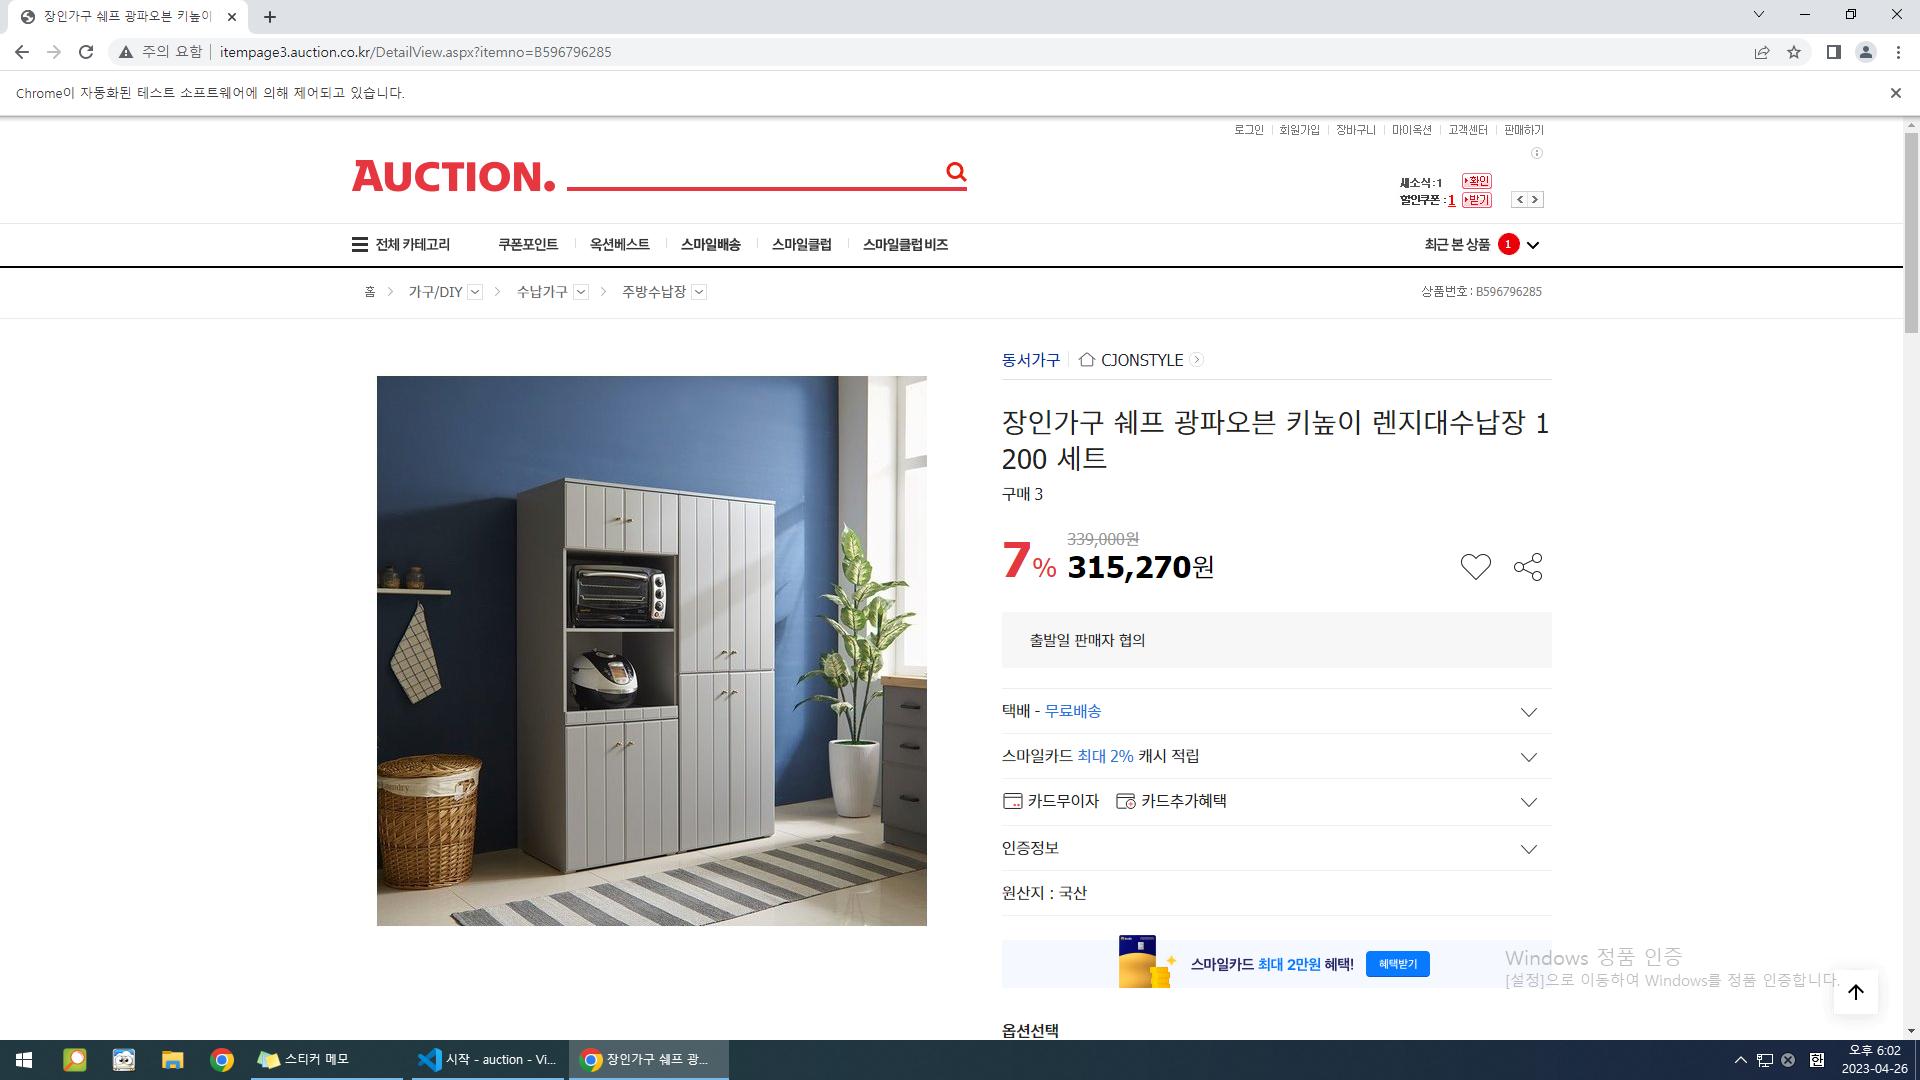 장인가구 쉐프 광파오븐 키높이
주의 요함
itempage3.auction.co.kr/DetailView.aspx?itemno=B596796285
Chrome이 자동화된 테스트 소프트웨어에 의해 제어되고 있습니다.
로그인 회원가입 장바구니 마이옥션 고객센터 판매하기
AUCTION.
새소식 : 1 확인
할인쿠폰 : 1 받기
전체 카테고리 쿠폰포인트 옥션베스트 스마일배송 스마일클럽 스마일클럽 비즈 최근 본 상품 1
홈 가구/DIY 수납가구 주방수납장 상품번호 : B596796285
동서가구 CJONSTYLE
장인가구 쉐프 광파오븐 키높이 렌지대수납장 1
200 세트
구매 3
339,000원
7% 315,270원
출발일 판매자 협의
택배 - 무료배송
스마일카드 최대 2% 캐시 적립
카드무이자 카드추가혜택
인증정보
원산지 : 국산
스마일카드 최대 2만원 혜택! 혜택받기
Windows 정품 인증
[설정]으로 이동하여 Windows를 정품 인증합니다.
옵션선택
스티커 메모
시작 - auction - Vi...
장인가구 쉐프 광...
한
오후 6:02
2023-04-26